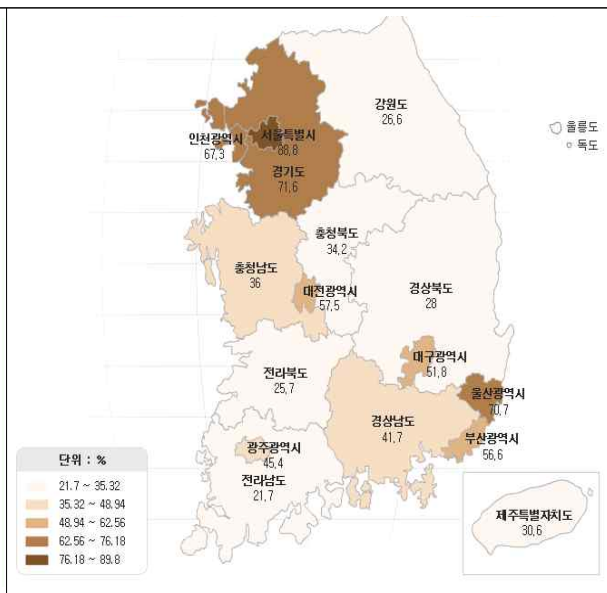 강원도
26,6
울릉도
독도
인천광역시
67,3
서울특별시
88,8
경기도
71,6
충청북도
34,2
충청남도
36
대전광역시
57,5
경상북도
28
대구광역시
51,8
전라북도
25,7
울산광역시
70,7
경상남도
41,7
부산광역시
56,6
광주광역시
45,4
전라남도
21,7
제주특별자치도
30,6
단위 : %
21.7 ~ 35.32
35.32 ~ 48.94
48.94 ~ 62.56
62.56 ~ 76.18
76.18 ~ 89.8